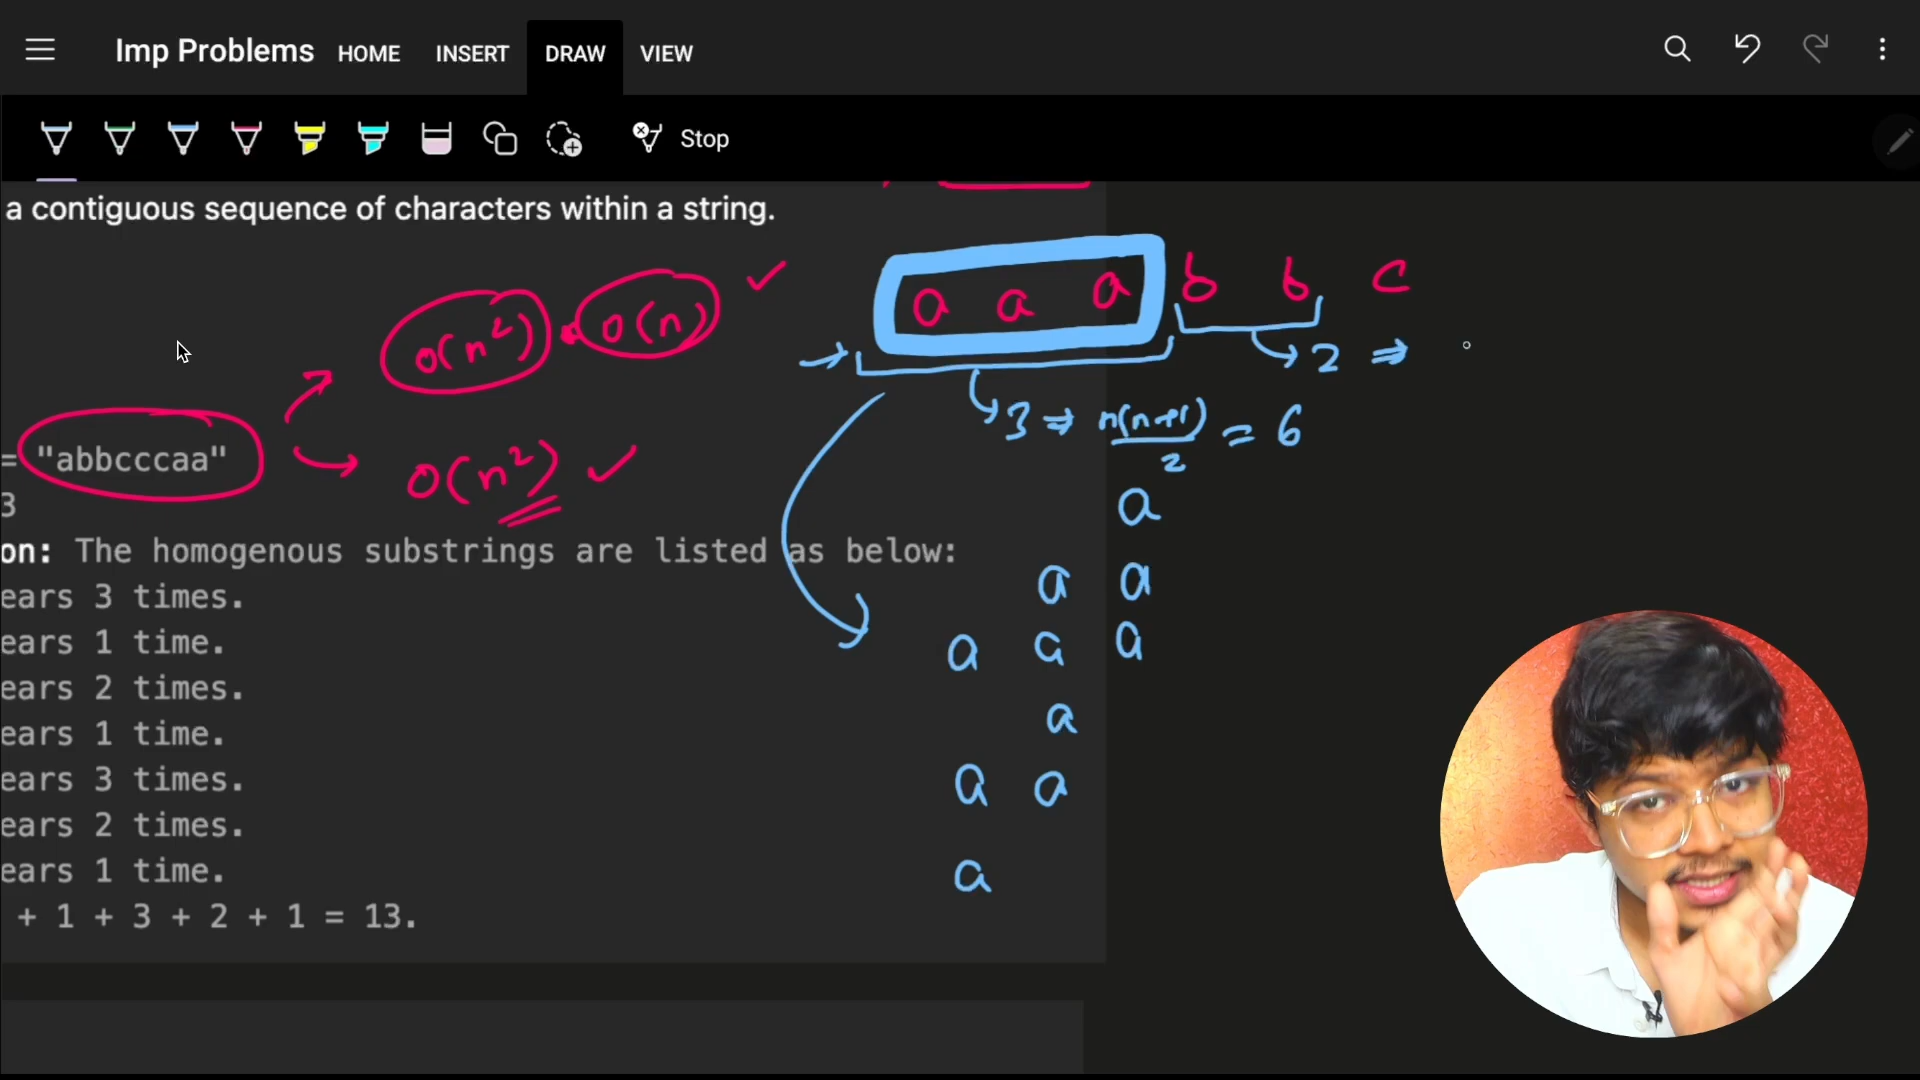 Imp Problems HOME INSERT DRAW VIEW
Stop
a contiguous sequence of characters within a string.
O(n²) · O(n) ✓
a a a b b c
→ 2 ⇒
3 ⇒ n(n+1)/2 = 6
= "abbcccaa"
O(n²) ✓
3
a
on: The homogenous substrings are listed as below:
a a
ears 3 times.
ears 1 time.
a a a
ears 2 times.
a
ears 1 time.
ears 3 times.
a a
ears 2 times.
ears 1 time.
a
+ 1 + 3 + 2 + 1 = 13.